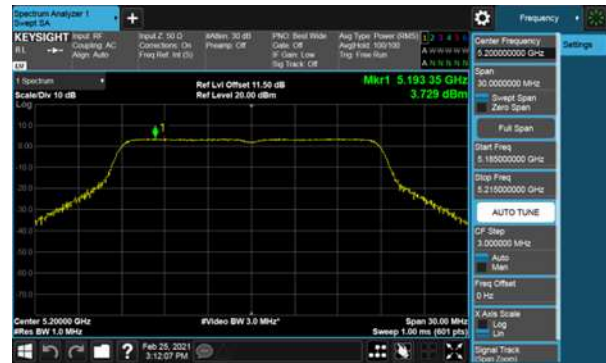 Spectrum Analyzer 1
Swept SA
+
Frequency
KEYSIGHT
Input: RF
Input Z: 50 Ω
#Atten: 30 dB
PNO: Best Wide
Avg Type: Power (RMS)
1 2 3 4 5 6
RL
Coupling: AC
Corrections: On
Preamp: Off
Gate: Off
Avg|Hold: 100/100
A W W W W W
Align: Auto
Freq Ref: Int (S)
IF Gain: Low
Trig: Free Run
Sig Track: Off
A N N N N N
1 Spectrum
Scale/Div 10 dB
Ref Lvl Offset 11.50 dB
Ref Level 20.00 dBm
Mkr1 5.193 35 GHz
3.729 dBm
Log
10.0
0.00
-10.0
-20.0
-30.0
-40.0
-50.0
-60.0
-70.0
1
Center 5.20000 GHz
#Video BW 3.0 MHz*
Span 30.00 MHz
#Res BW 1.0 MHz
Sweep 1.00 ms (601 pts)
?
Feb 25, 2021
3:12:07 PM
Center Frequency
5.200000000 GHz
Settings
Span
30.0000000 MHz
Swept Span
Zero Span
Full Span
Start Freq
5.185000000 GHz
Stop Freq
5.215000000 GHz
AUTO TUNE
CF Step
3.000000 MHz
Auto
Man
Freq Offset
0 Hz
X Axis Scale
Log
Lin
Signal Track
(Span Zoom)